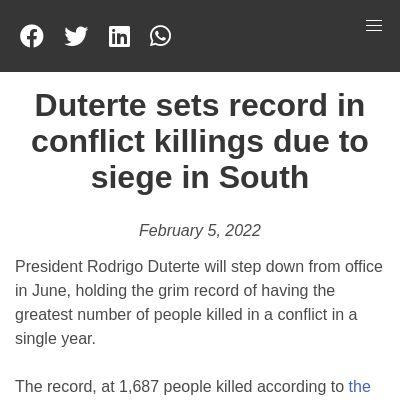 Duterte sets record in
conflict killings due to
siege in South
February 5, 2022
President Rodrigo Duterte will step down from office
in June, holding the grim record of having the
greatest number of people killed in a conflict in a
single year.
The record, at 1,687 people killed according to the